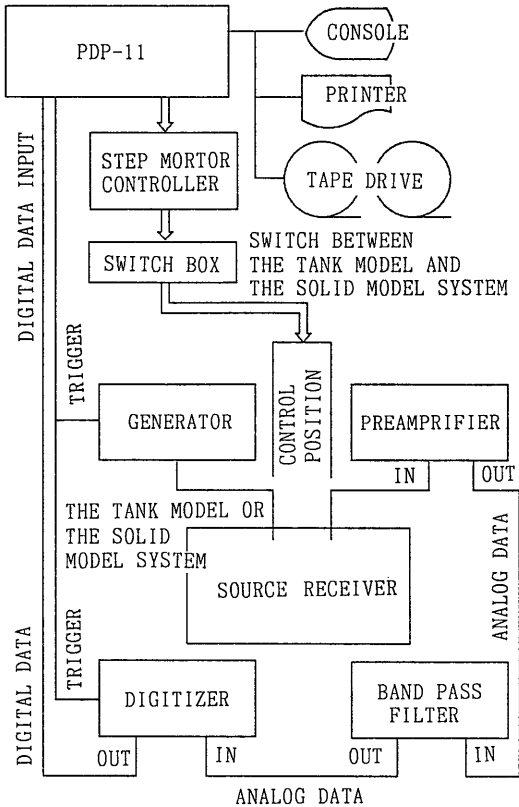 PDP-11
CONSOLE
PRINTER
TAPE DRIVE
STEP MORTOR
CONTROLLER
SWITCH BOX
SWITCH BETWEEN
THE TANK MODEL AND
THE SOLID MODEL SYSTEM
DIGITAL DATA INPUT
TRIGGER
GENERATOR
CONTROL
POSITION
PREAMPRIFIER
IN
OUT
THE TANK MODEL OR
THE SOLID
MODEL SYSTEM
SOURCE RECEIVER
ANALOG DATA
DIGITAL DATA
TRIGGER
DIGITIZER
BAND PASS
FILTER
OUT
IN
OUT
IN
ANALOG DATA